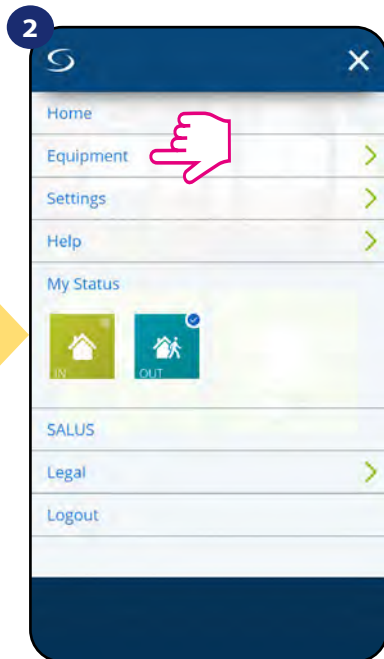 2
Home
Equipment
Settings
Help
My Status
IN
OUT
SALUS
Legal
Logout